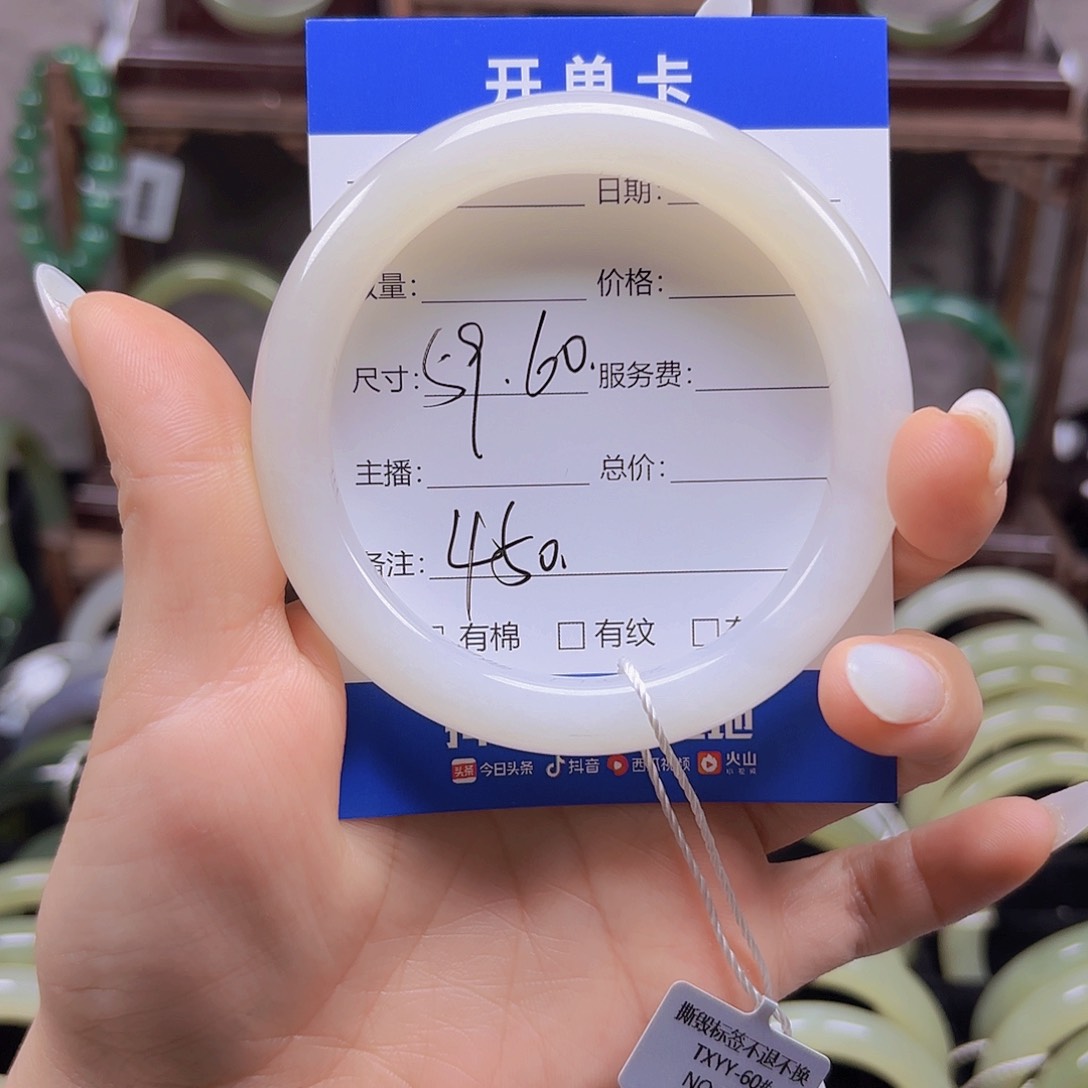 开单卡
日期:
量: 价格:
尺寸: 59.60. 服务费:
主播: 总价:
备注: 450.
有棉 □有纹 □
今日头条 抖音 西瓜视频 火山
撕毁标签不退不换
TXYY-60#
NO